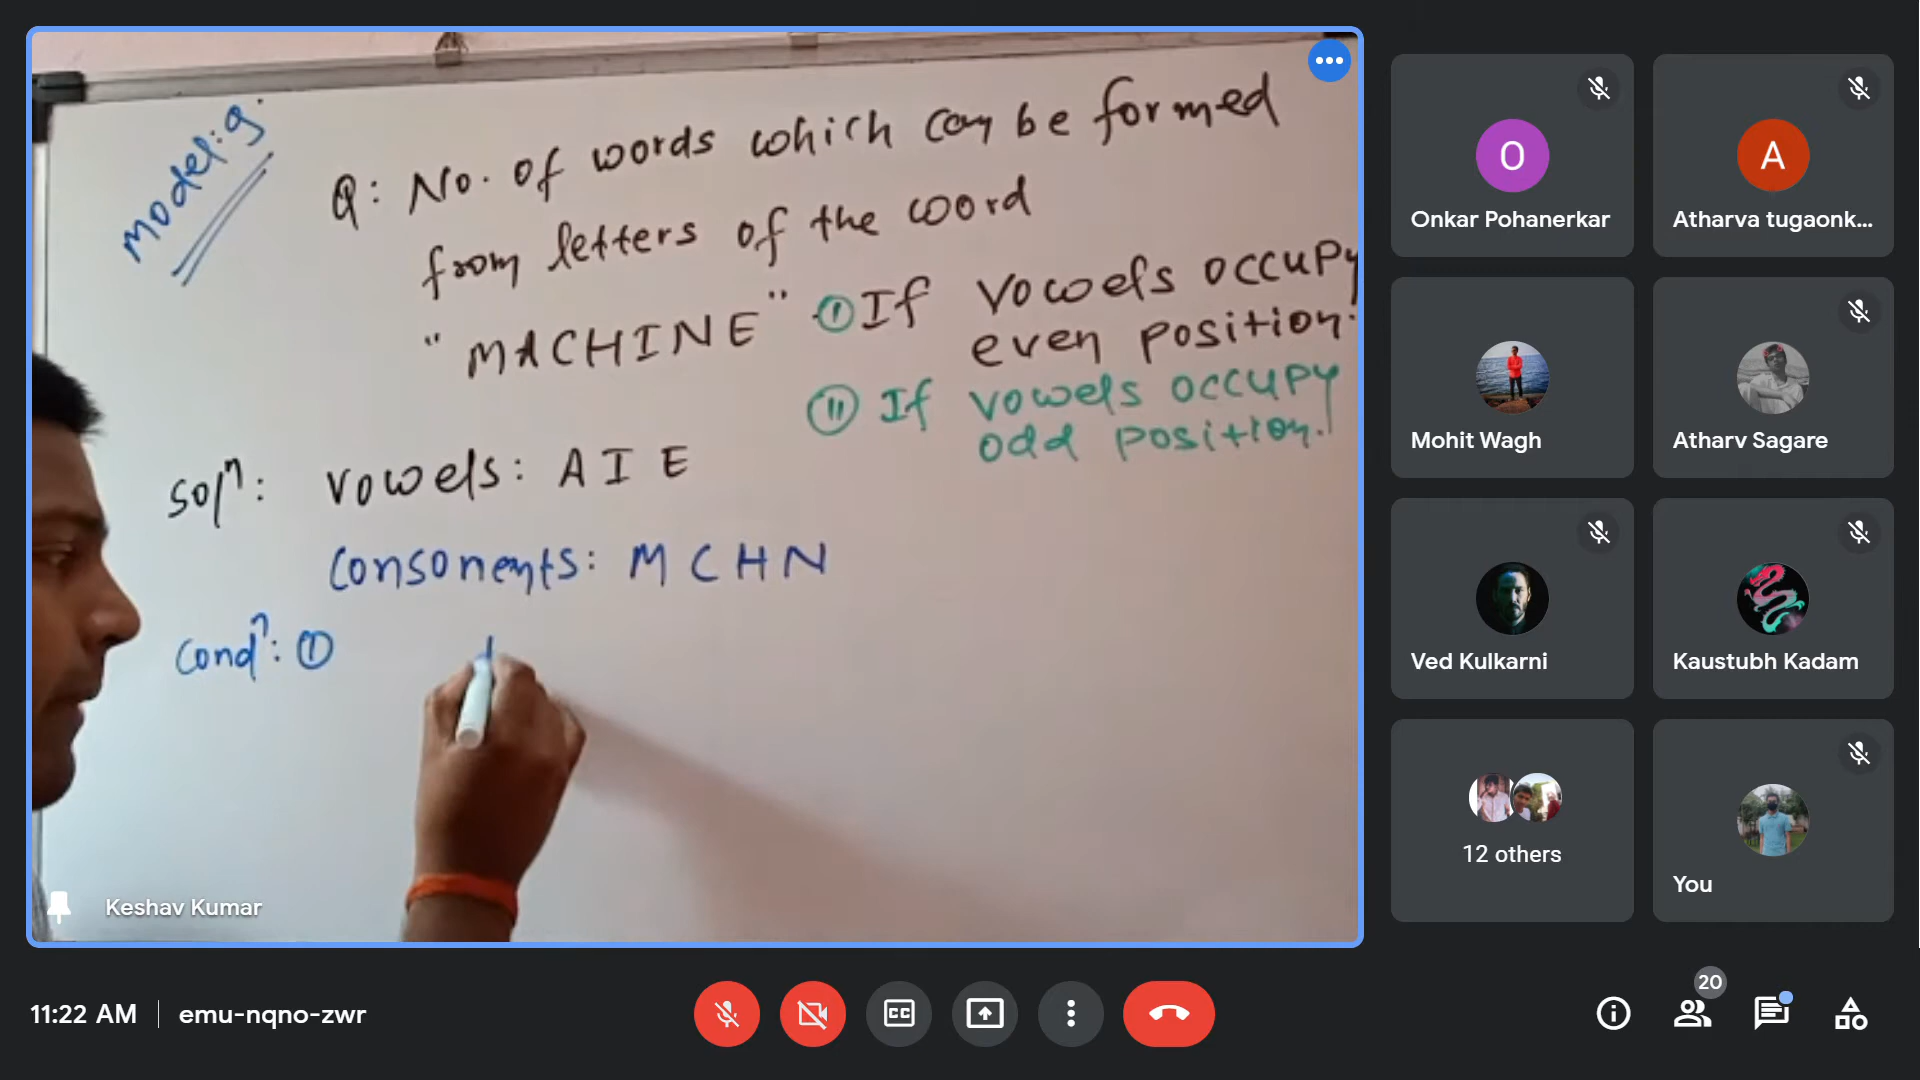 Model: 9
Q: No. of words which can be formed
from letters of the word
"MACHINE"
① If vowels occupy
even position.
② If vowels occupy
odd position.
Solⁿ: Vowels: A I E
Consonents: M C H N
Condⁿ: ①
Keshav Kumar
O
Onkar Pohanerkar
A
Atharva tugaonk...
Mohit Wagh
Atharv Sagare
Ved Kulkarni
Kaustubh Kadam
12 others
You
11:22 AM
emu-nqno-zwr
CC
20